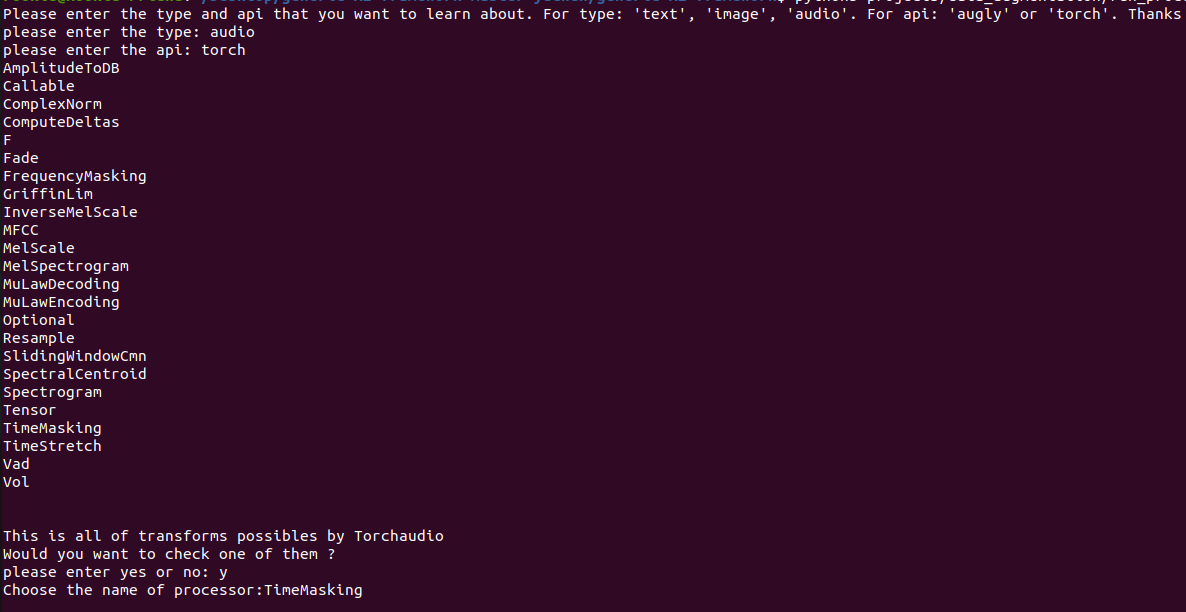 Please enter the type and api that you want to learn about. For type: 'text', 'image', 'audio'. For api: 'augly' or 'torch'. Thanks
please enter the type: audio
please enter the api: torch
AmplitudeToDB
Callable
ComplexNorm
ComputeDeltas
F
Fade
FrequencyMasking
GriffinLim
InverseMelScale
MFCC
MelScale
MelSpectrogram
MuLawDecoding
MuLawEncoding
Optional
Resample
SlidingWindowCmn
SpectralCentroid
Spectrogram
Tensor
TimeMasking
TimeStretch
Vad
Vol
This is all of transforms possibles by Torchaudio
Would you want to check one of them ?
please enter yes or no: y
Choose the name of processor:TimeMasking